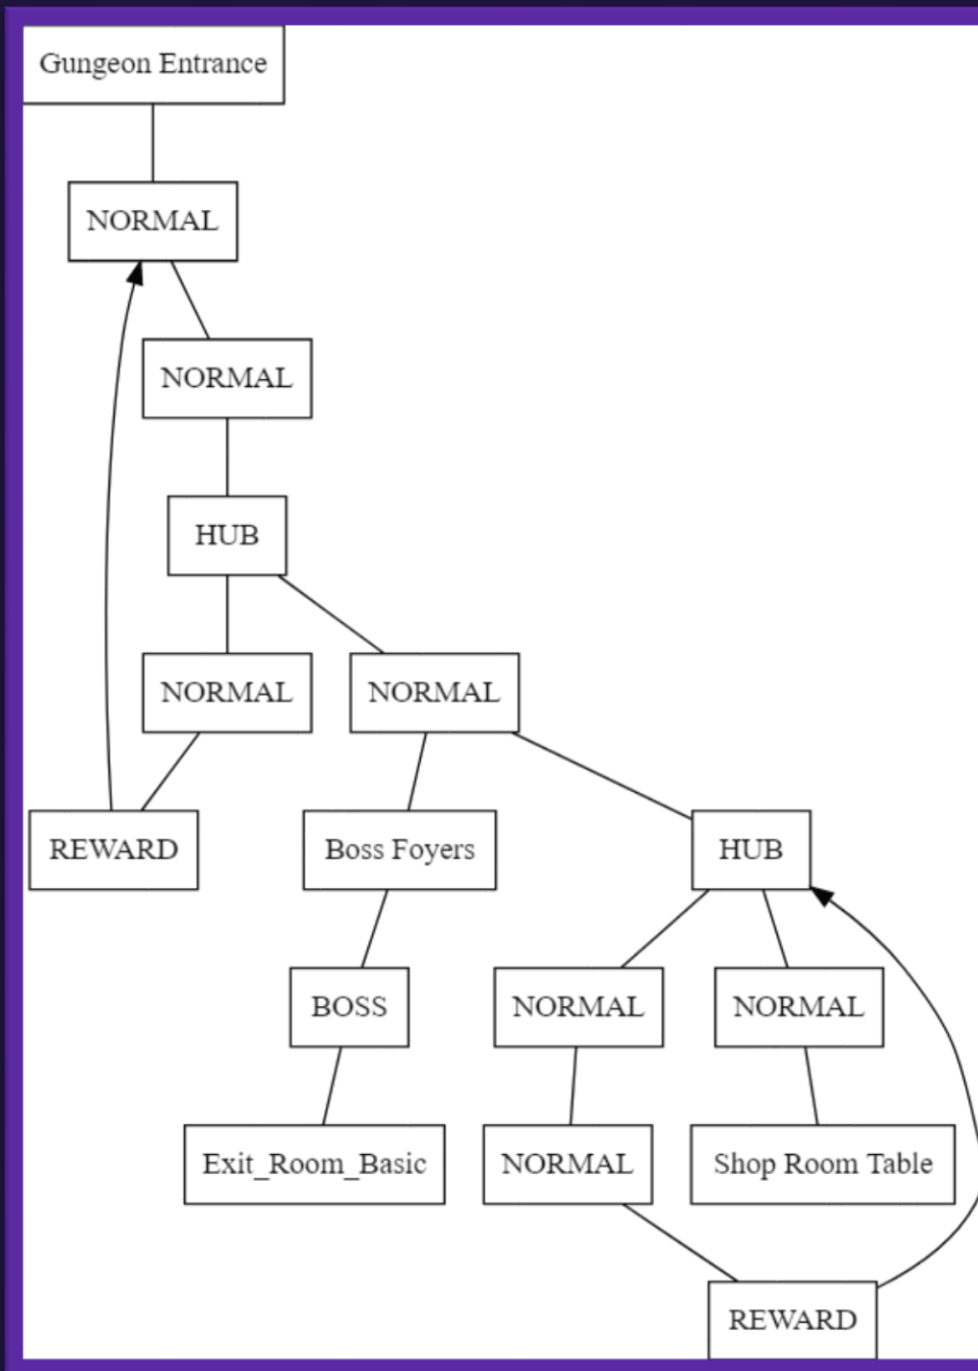 Gungeon Entrance
NORMAL
NORMAL
HUB
NORMAL
NORMAL
REWARD
Boss Foyers
HUB
BOSS
NORMAL
NORMAL
Exit_Room_Basic
NORMAL
Shop Room Table
REWARD